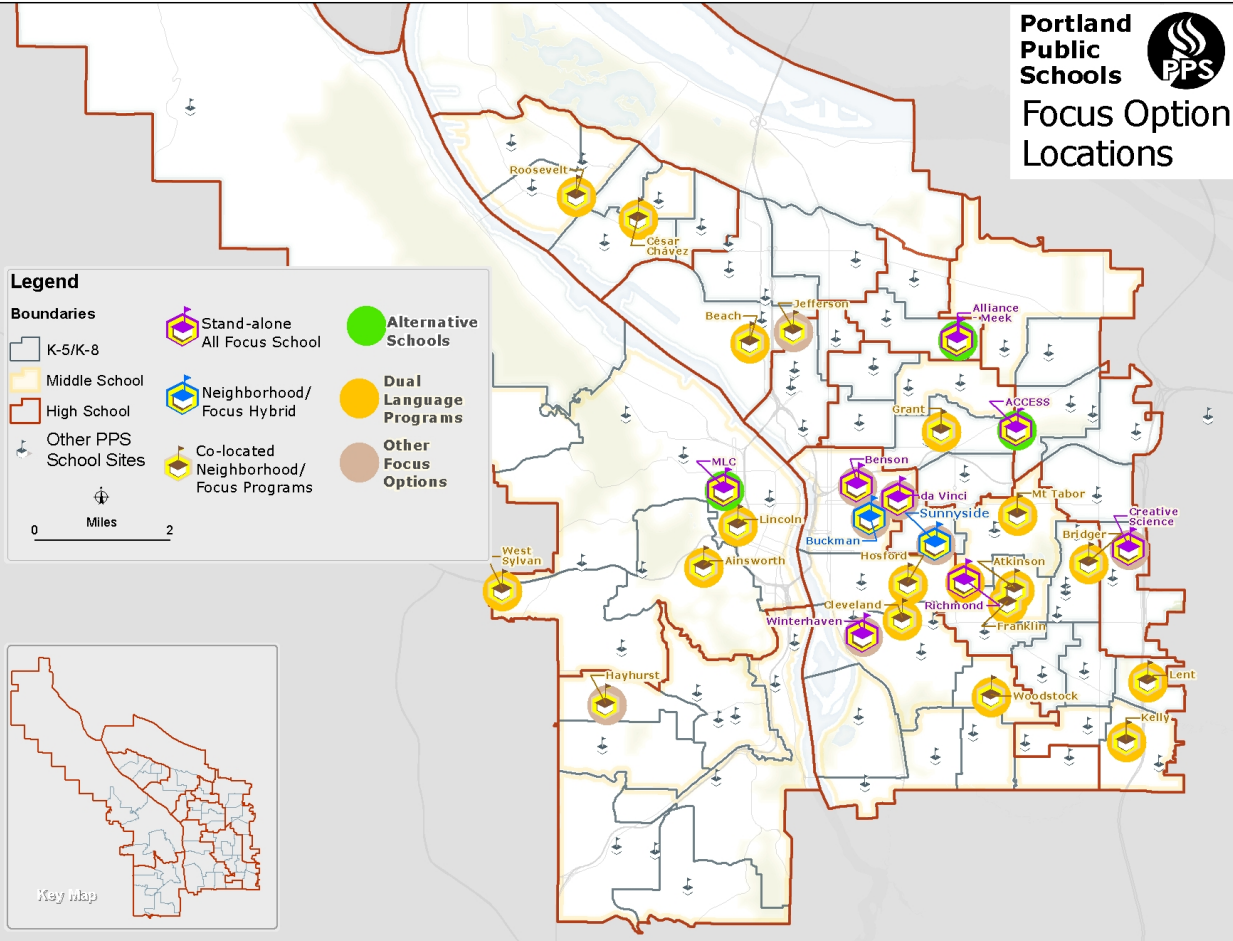 Portland
Public
Schools
PPS
Focus Option
Locations
Legend
Boundaries
K-5/K-8
Middle School
High School
Other PPS
School Sites
Miles
0
2
Stand-alone
All Focus School
Neighborhood/
Focus Hybrid
Co-located
Neighborhood/
Focus Programs
Alternative
Schools
Dual
Language
Programs
Other
Focus
Options
Roosevelt
César
Chávez
Jefferson
Beach
Alliance
Meek
ACCESS
Grant
MLC
Benson
da Vinci
Mt Tabor
Lincoln
Sunnyside
Creative
Science
Buckman
Bridger
West
Sylvan
Ainsworth
Hosford
Atkinson
Cleveland
Richmond
Winterhaven
Franklin
Hayhurst
Lent
Woodstock
Kelly
Key Map